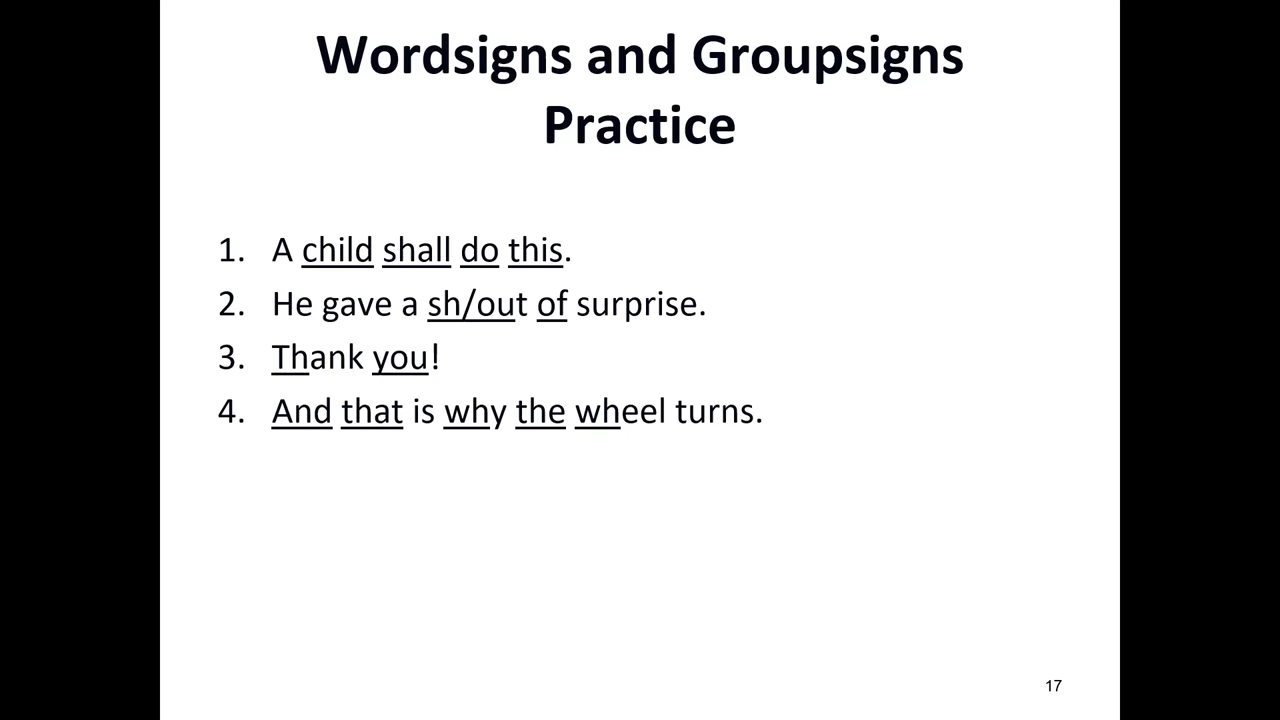 Wordsigns and Groupsigns
Practice
1. A child shall do this.
2. He gave a sh/out of surprise.
3. Thank you!
4. And that is why the wheel turns.
17